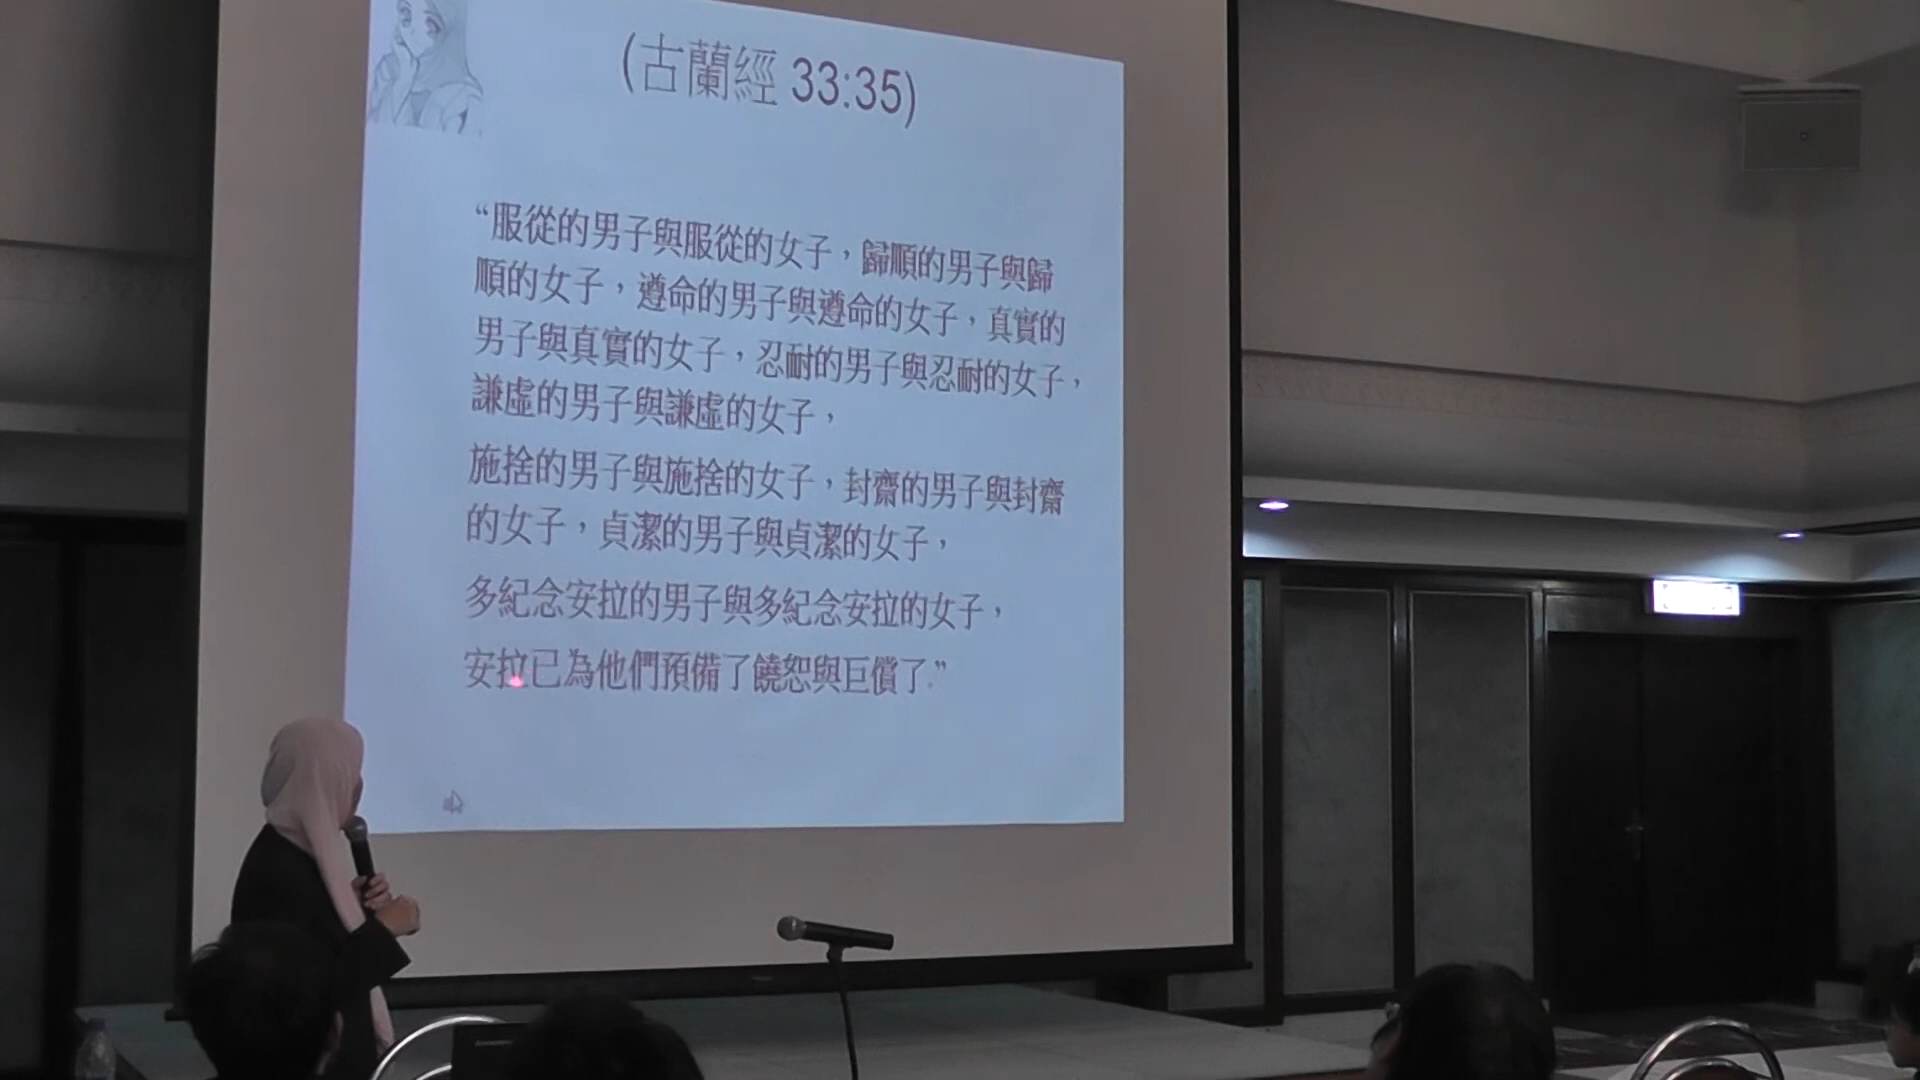 (古蘭經 33:35)
“服從的男子與服從的女子，歸順的男子與歸
順的女子，遵命的男子與遵命的女子，真實的
男子與真實的女子，忍耐的男子與忍耐的女子，
謙虛的男子與謙虛的女子，
施捨的男子與施捨的女子，封齋的男子與封齋
的女子，貞潔的男子與貞潔的女子，
多紀念安拉的男子與多紀念安拉的女子，
安拉已為他們預備了饒恕與巨償了.”